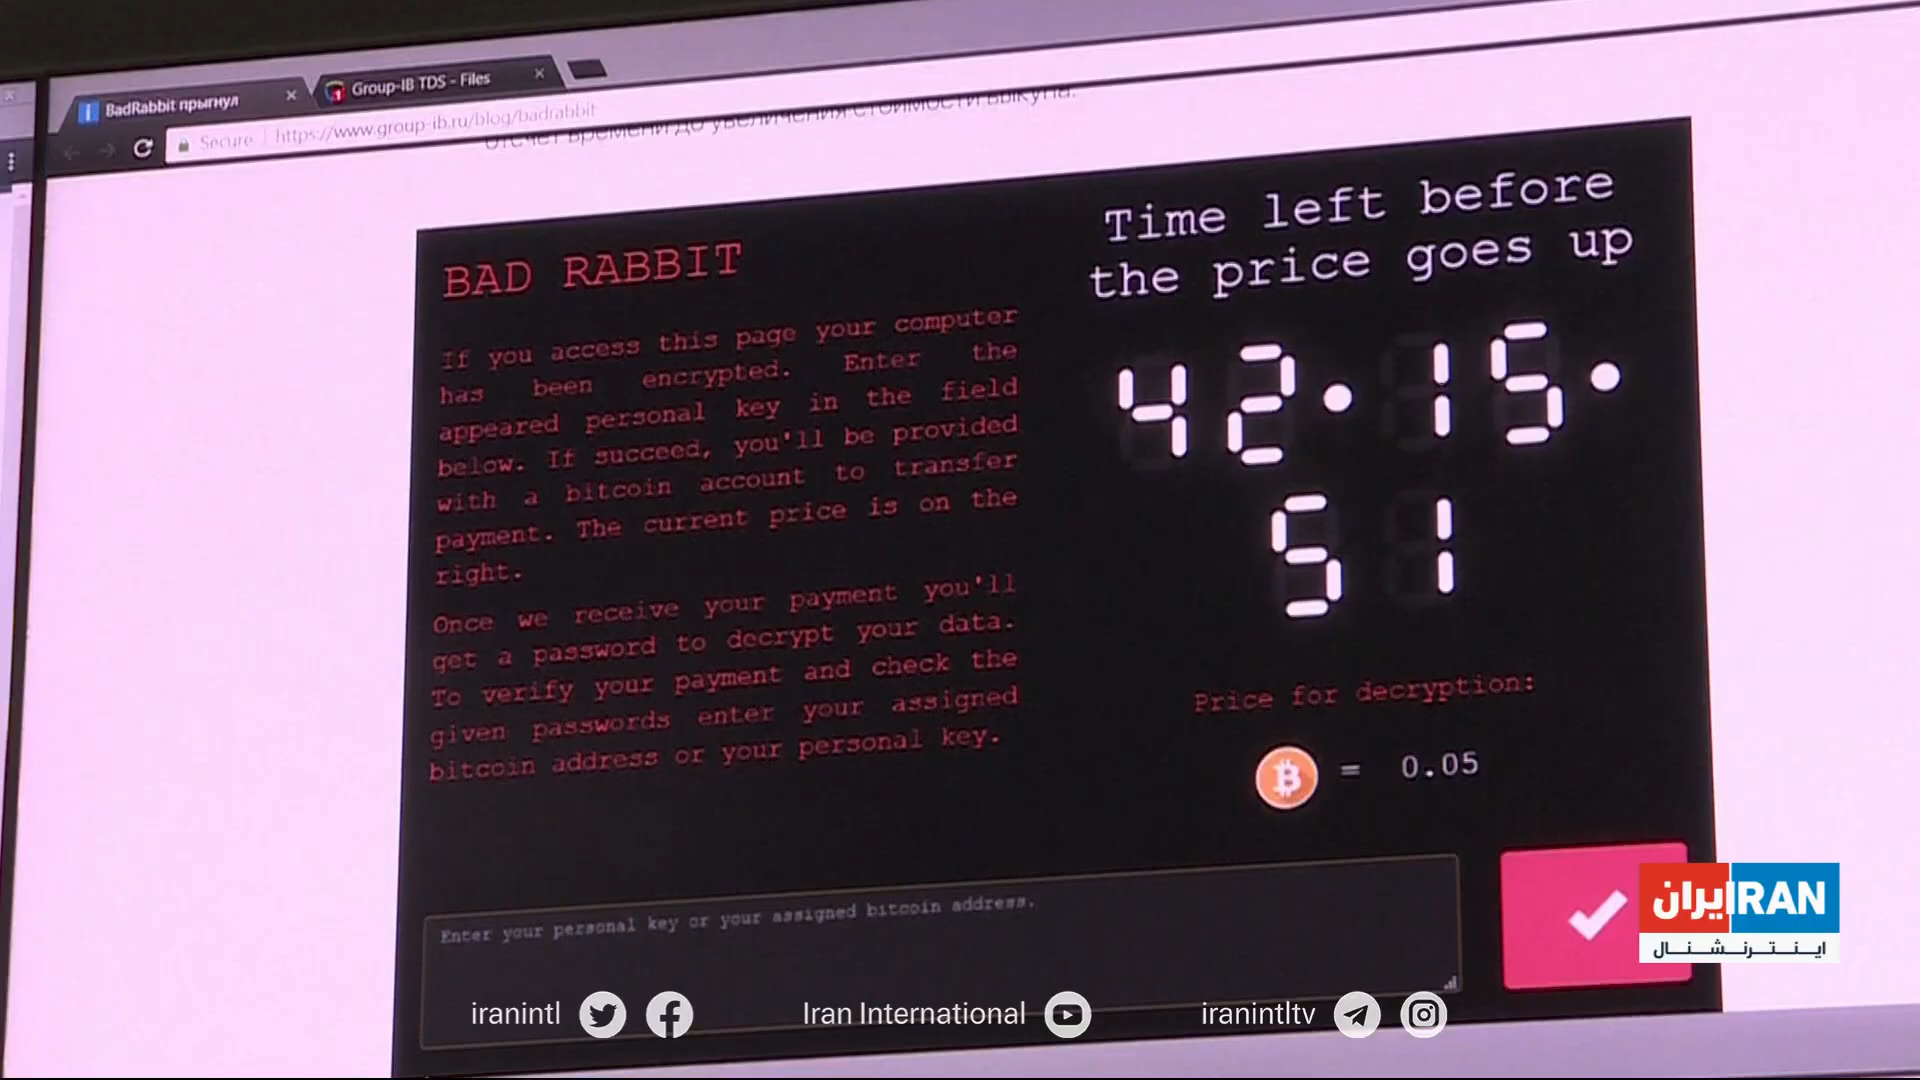 BadRabbit прыгнул
Group-IB TDS - Files
Secure https://www.group-ib.ru/blog/badrabbit
отсчет времени до увеличения стоимости выкупа.
BAD RABBIT
If you access this page your computer
has been encrypted. Enter the
appeared personal key in the field
below. If succeed, you'll be provided
with a bitcoin account to transfer
payment. The current price is on the
right.
Once we receive your payment you'll
get a password to decrypt your data.
To verify your payment and check the
given passwords enter your assigned
bitcoin address or your personal key.
Time left before
the price goes up
42.15.
51
Price for decryption:
= 0.05
Enter your personal key or your assigned bitcoin address.
ایران IRAN
اینترنشنال
iranintl
Iran International
iranintltv